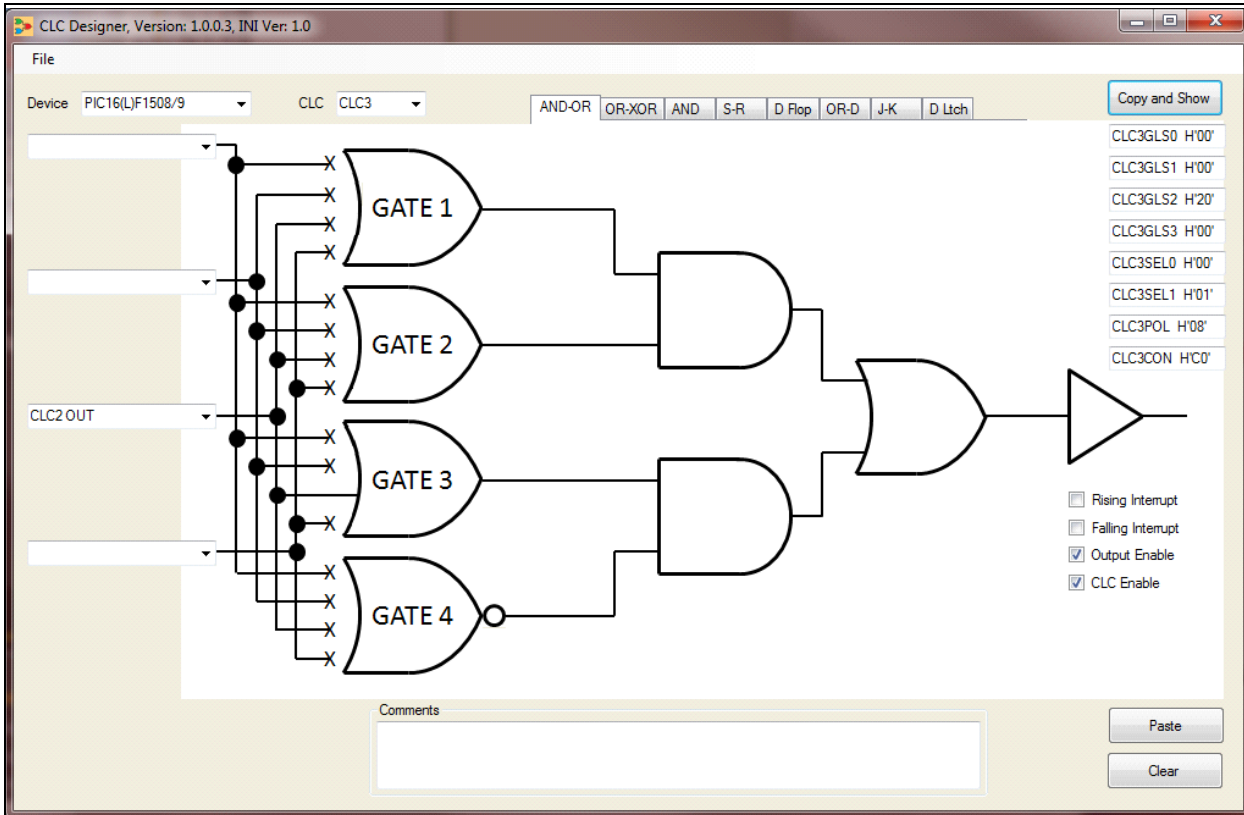 CLC Designer, Version: 1.0.0.3, INI Ver: 1.0
File
Device PIC16(L)F1508/9 CLC CLC3
AND-OR OR-XOR AND S-R D Flop OR-D J-K D Ltch
Copy and Show
CLC3GLS0 H'00'
CLC3GLS1 H'00'
CLC3GLS2 H'20'
CLC3GLS3 H'00'
CLC3SEL0 H'00'
CLC3SEL1 H'01'
CLC3POL H'08'
CLC3CON H'C0'
X
X
GATE 1
X
X
X
X
GATE 2
X
X
CLC2 OUT
X
X
GATE 3
X
X
X
GATE 4
X
X
Rising Interrupt
Falling Interrupt
Output Enable
CLC Enable
Comments
Paste
Clear